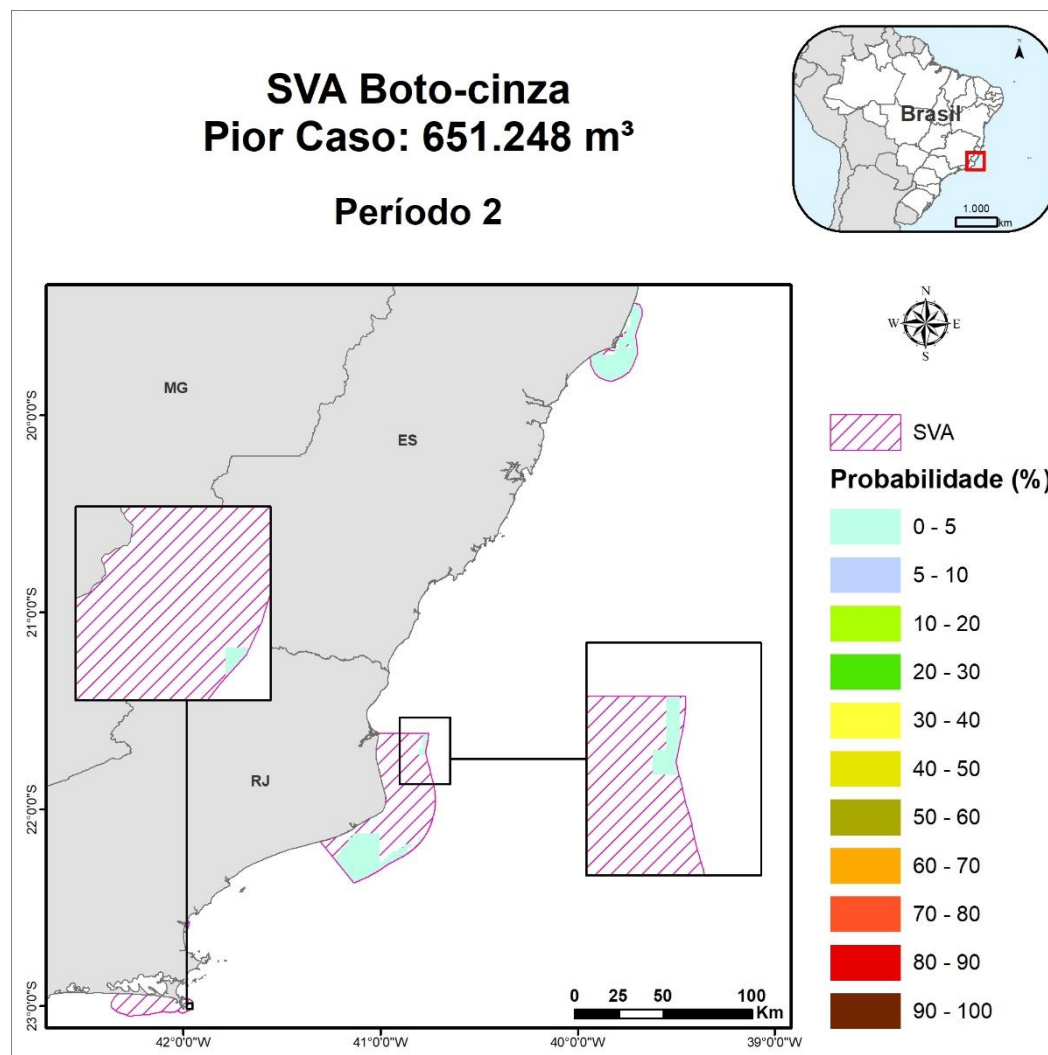 SVA Boto-cinza
Pior Caso: 651.248 m³
Período 2
N
Brasil
1.000
km
MG
ES
RJ
20°0'0"S
21°0'0"S
22°0'0"S
23°0'0"S
42°0'0"W
41°0'0"W
40°0'0"W
39°0'0"W
0 25 50 100
Km
N
W E
S
SVA
Probabilidade (%)
0 - 5
5 - 10
10 - 20
20 - 30
30 - 40
40 - 50
50 - 60
60 - 70
70 - 80
80 - 90
90 - 100